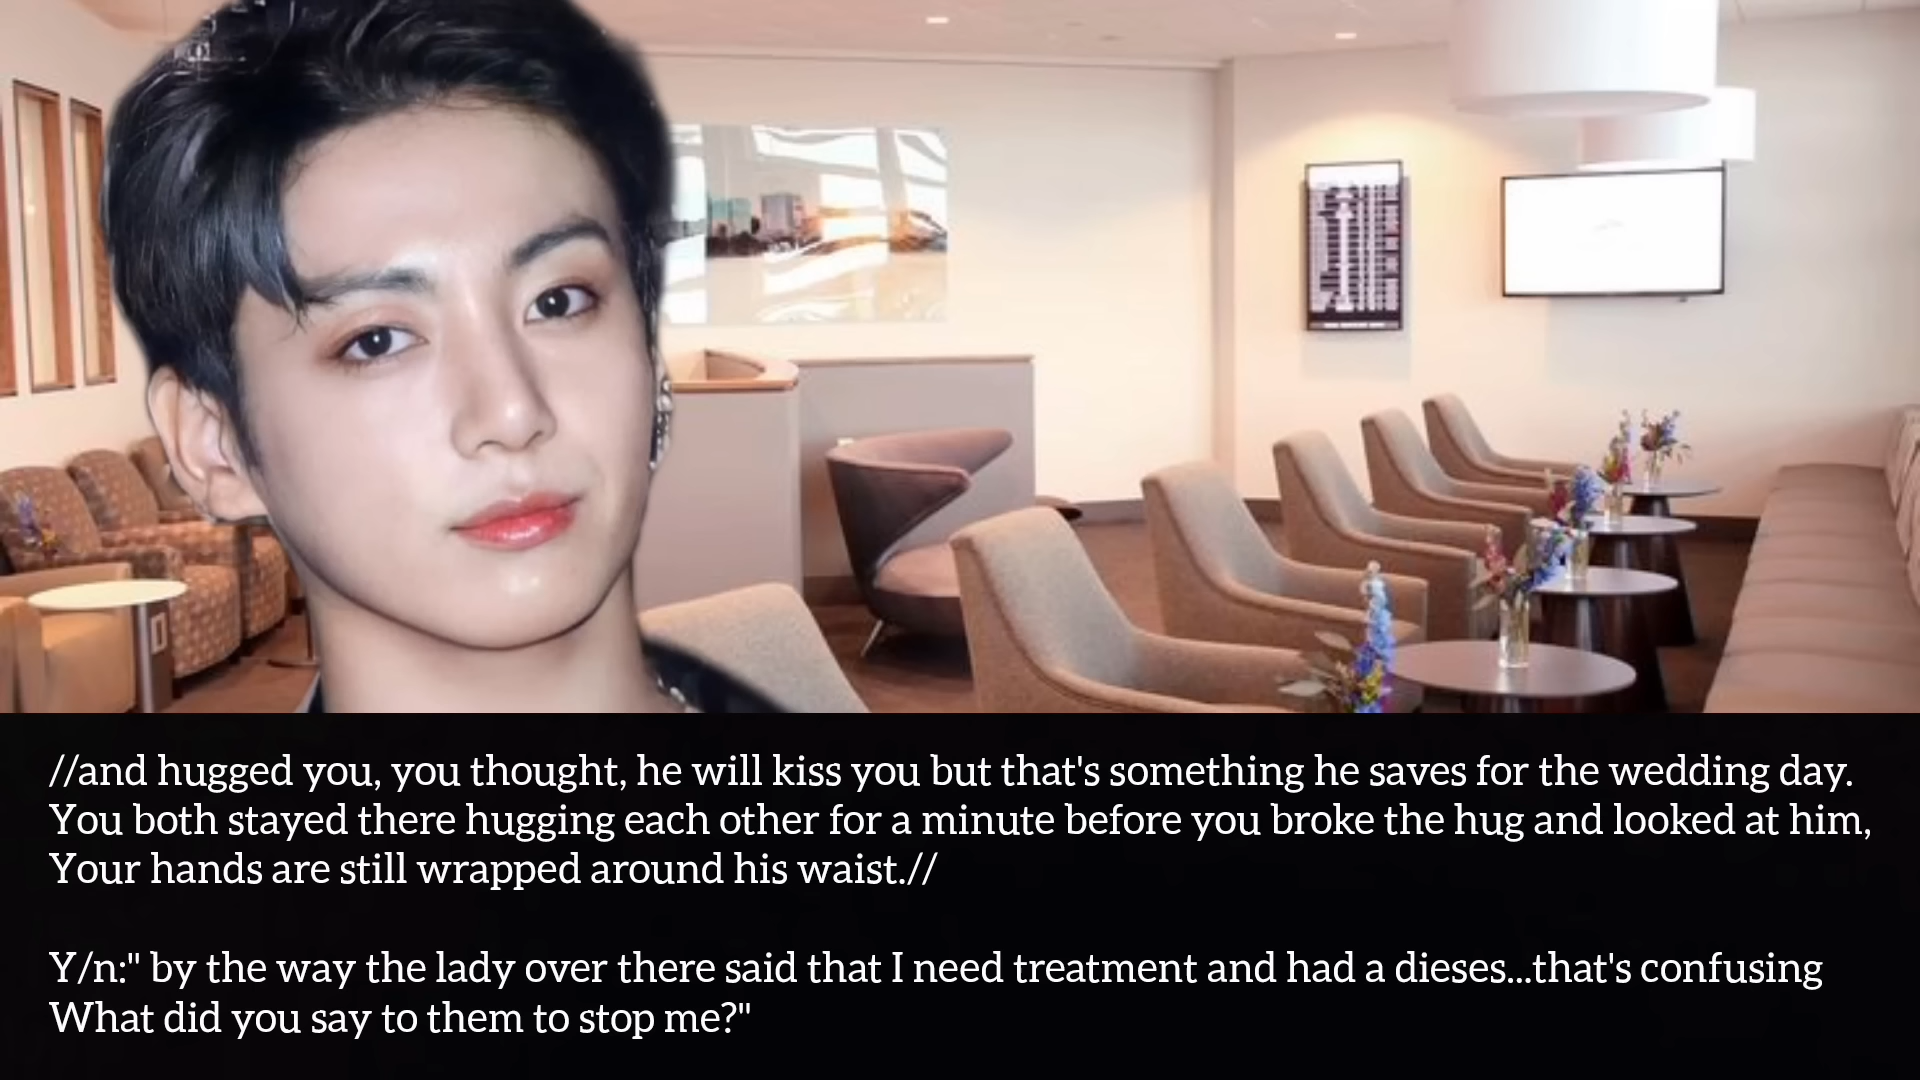 //and hugged you, you thought, he will kiss you but that's something he saves for the wedding day.
You both stayed there hugging each other for a minute before you broke the hug and looked at him,
Your hands are still wrapped around his waist.//
Y/n:" by the way the lady over there said that I need treatment and had a dieses...that's confusing
What did you say to them to stop me?"